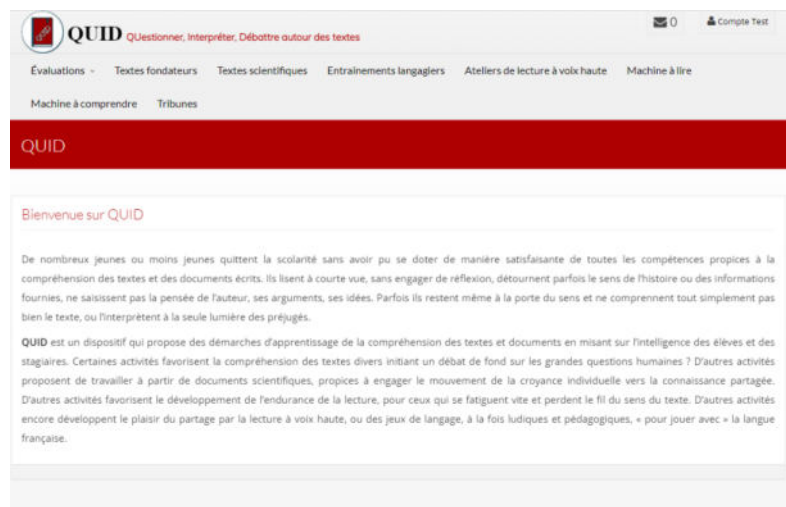 QUID QUestionner, Interpréter, Débattre autour des textes
0 Compte Test
Évaluations Textes fondateurs Textes scientifiques Entrainements langagiers Ateliers de lecture à voix haute Machine à lire
Machine à comprendre Tribunes
QUID
Bienvenue sur QUID
De nombreux jeunes ou moins jeunes quittent la scolarité sans avoir pu se doter de manière satisfaisante de toutes les compétences propices à la
compréhension des textes et des documents écrits. Ils lisent à courte vue, sans engager de réflexion, détournent parfois le sens de l'histoire ou des informations
fournies, ne saisissent pas la pensée de l'auteur, ses arguments, ses idées. Parfois ils restent même à la porte du sens et ne comprennent tout simplement pas
bien le texte, ou l'interprètent à la seule lumière des préjugés.
QUID est un dispositif qui propose des démarches d'apprentissage de la compréhension des textes et documents en misant sur l'intelligence des élèves et des
stagiaires. Certaines activités favorisent la compréhension des textes divers initiant un débat de fond sur les grandes questions humaines ? D'autres activités
proposent de travailler à partir de documents scientifiques, propices à engager le mouvement de la croyance individuelle vers la connaissance partagée.
D'autres activités favorisent le développement de l'endurance de la lecture, pour ceux qui se fatiguent vite et perdent le fil du sens du texte. D'autres activités
encore développent le plaisir du partage par la lecture à voix haute, ou des jeux de langage, à la fois ludiques et pédagogiques, « pour jouer avec » la langue
française.